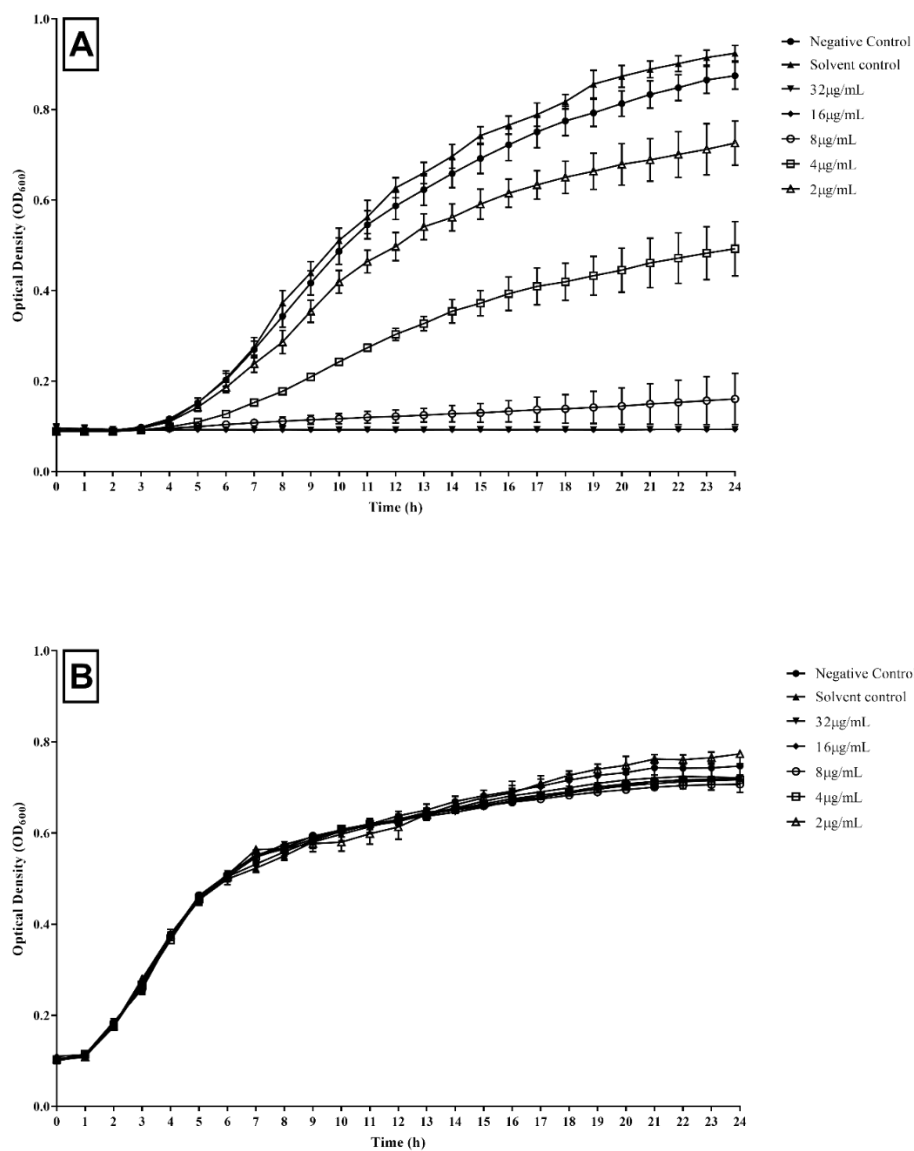 A
1.0
0.8
0.6
0.4
0.2
0.0
Optical Density (OD600)
0 1 2 3 4 5 6 7 8 9 10 11 12 13 14 15 16 17 18 19 20 21 22 23 24
Time (h)
Negative Control
Solvent control
32µg/mL
16µg/mL
8µg/mL
4µg/mL
2µg/mL
B
1.0
0.8
0.6
0.4
0.2
0.0
Optical Density (OD600)
0 1 2 3 4 5 6 7 8 9 10 11 12 13 14 15 16 17 18 19 20 21 22 23 24
Time (h)
Negative Contro
Solvent control
32µg/mL
16µg/mL
8µg/mL
4µg/mL
2µg/mL